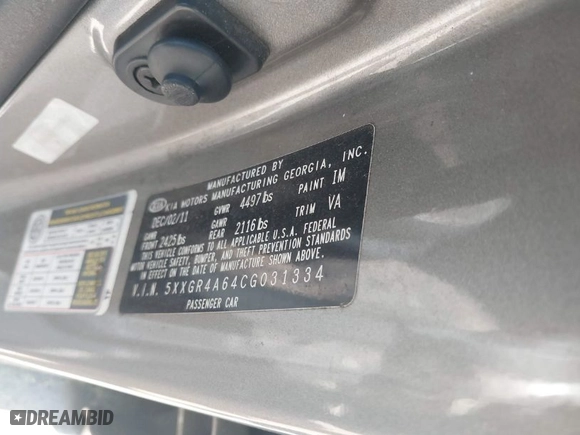 MANUFACTURED BY
KIA MOTORS MANUFACTURING GEORGIA, INC.
DEC/02/11 GVWR 4497lbs PAINT IM
GAWR FRONT 2425lbs GAWR REAR 2116lbs TRIM VA
THIS VEHICLE CONFORMS TO ALL APPLICABLE U.S.A. FEDERAL
MOTOR VEHICLE SAFETY, BUMPER, AND THEFT PREVENTION STANDARDS
IN EFFECT ON THE DATE OF MANUFACTURE SHOWN ABOVE.
V.I.N. 5XXGR4A64CG031334
PASSENGER CAR
DREAMBID